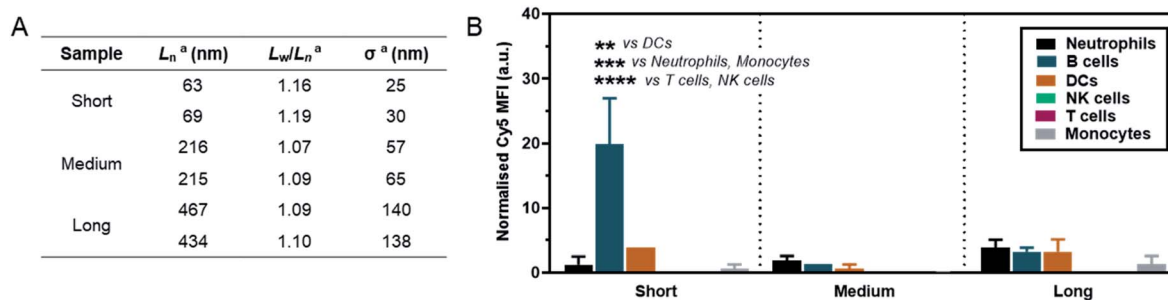 A
Sample Lₙ ᵃ (nm) L_w/Lₙᵃ σ ᵃ (nm)
Short
63 1.16 25
69 1.19 30
Medium
216 1.07 57
215 1.09 65
Long
467 1.09 140
434 1.10 138
B
Normalised Cy5 MFI (a.u.)
40
30
20
10
0
** vs DCs
*** vs Neutrophils, Monocytes
**** vs T cells, NK cells
Neutrophils
B cells
DCs
NK cells
T cells
Monocytes
Short Medium Long